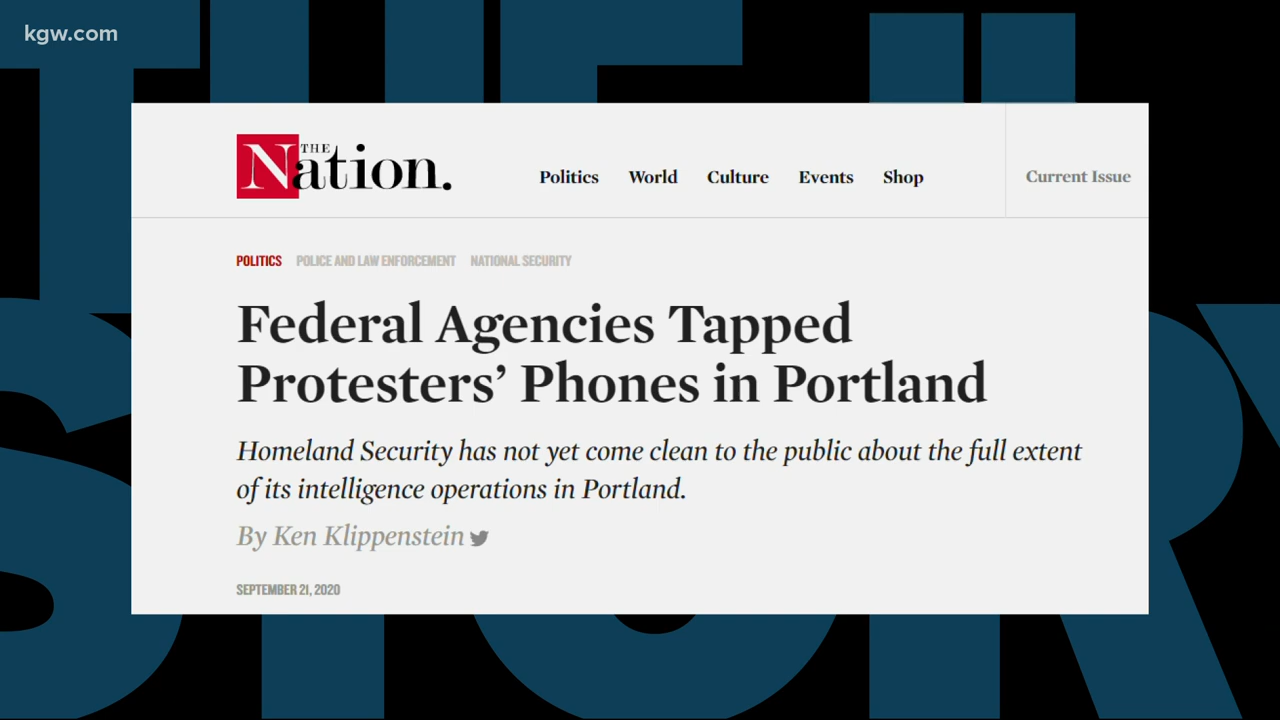 kgw.com
THE
STORY
THE
Nation.
Politics World Culture Events Shop Current Issue
POLITICS POLICE AND LAW ENFORCEMENT NATIONAL SECURITY
Federal Agencies Tapped
Protesters’ Phones in Portland
Homeland Security has not yet come clean to the public about the full extent
of its intelligence operations in Portland.
By Ken Klippenstein
SEPTEMBER 21, 2020